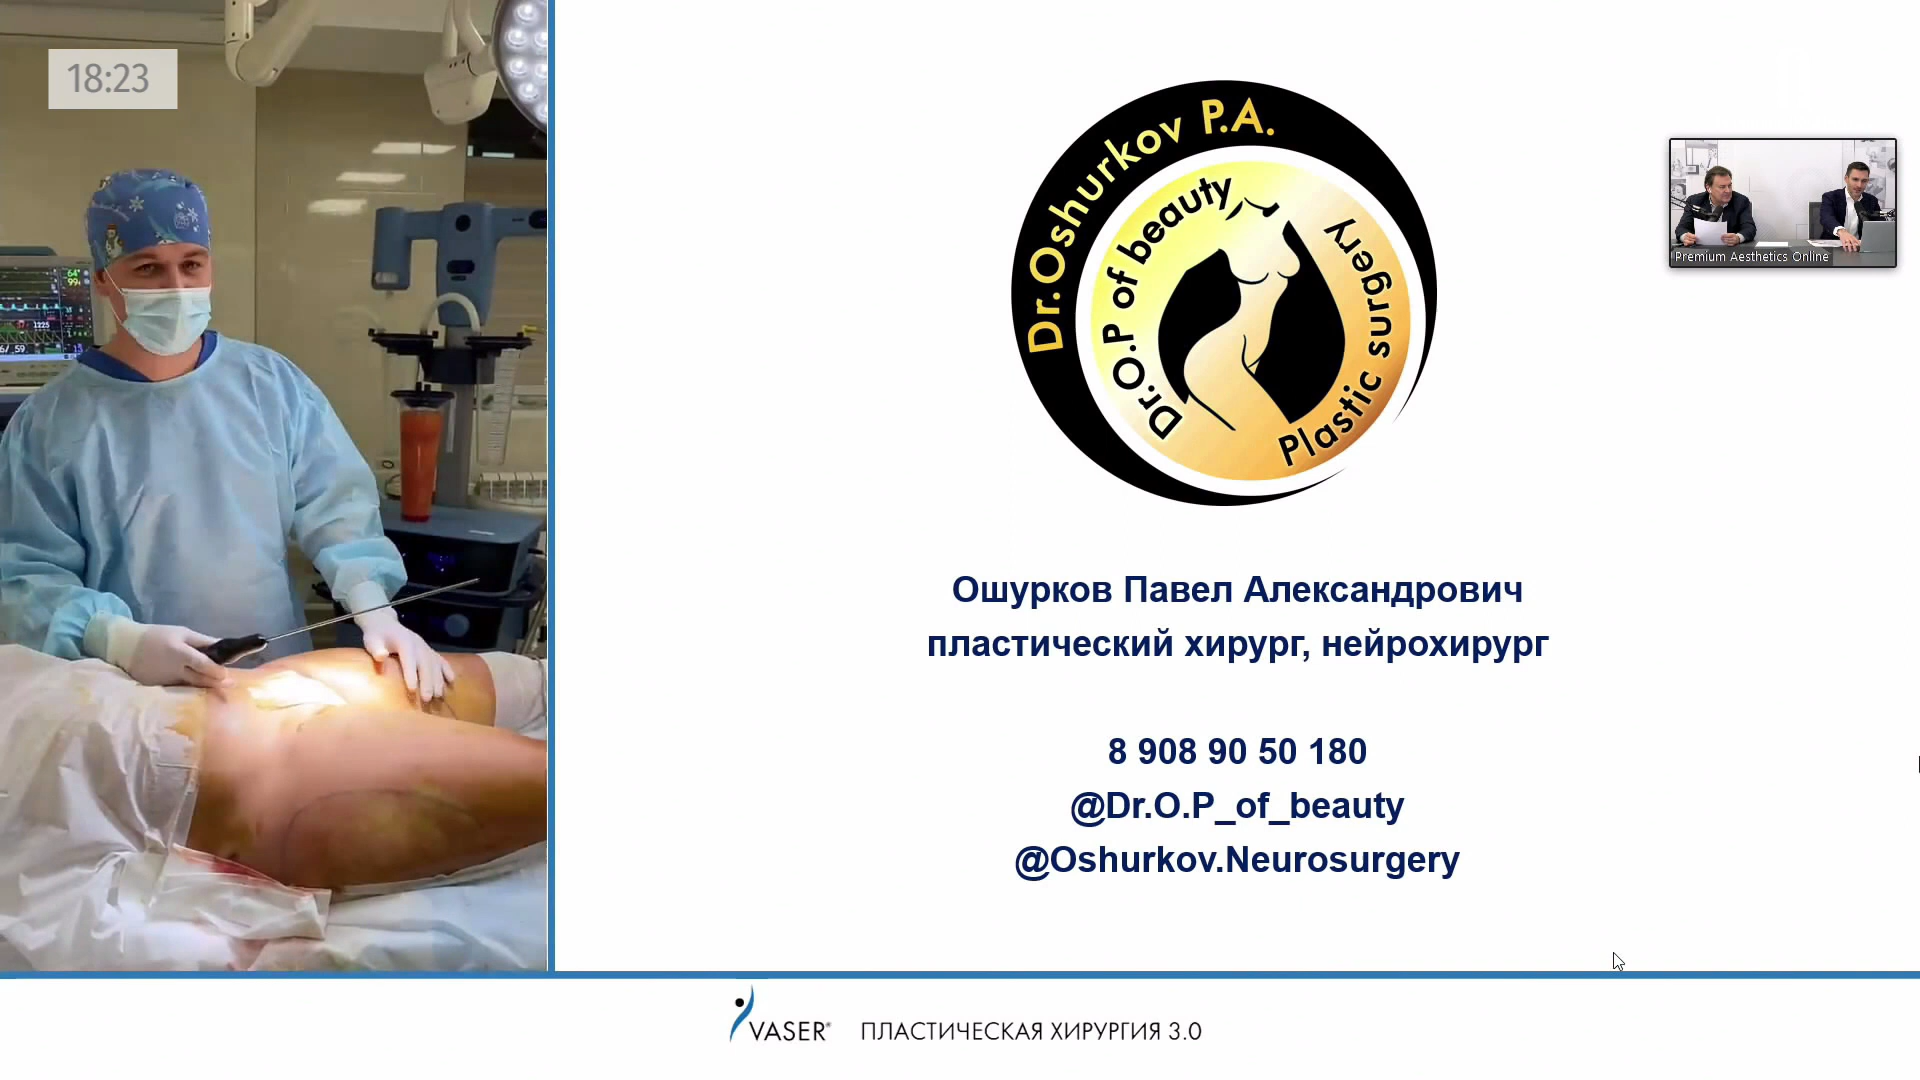 18:23
Dr.Oshurkov P.A.
Dr.O.P of beauty
Plastic surgery
Premium Aesthetics Online
Ошурков Павел Александрович
пластический хирург, нейрохирург
8 908 90 50 180
@Dr.O.P_of_beauty
@Oshurkov.Neurosurgery
VASER® ПЛАСТИЧЕСКАЯ ХИРУРГИЯ 3.0